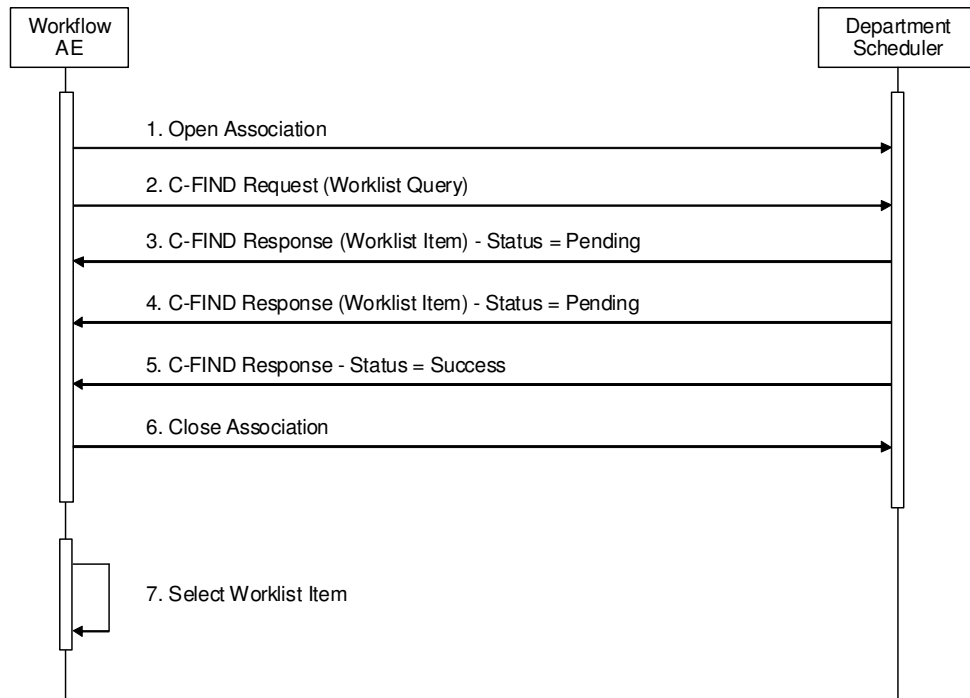 Workflow
AE
Department
Scheduler
1. Open Association
2. C-FIND Request (Worklist Query)
3. C-FIND Response (Worklist Item) - Status = Pending
4. C-FIND Response (Worklist Item) - Status = Pending
5. C-FIND Response - Status = Success
6. Close Association
7. Select Worklist Item